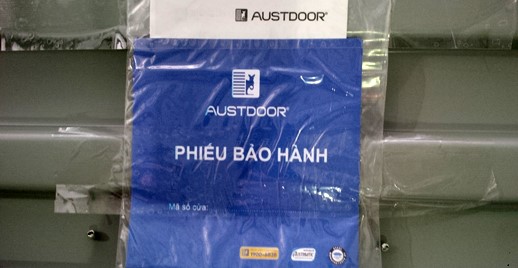 AUSTDOOR®
AUSTDOOR®
PHIẾU BẢO HÀNH
Mã số cửa: